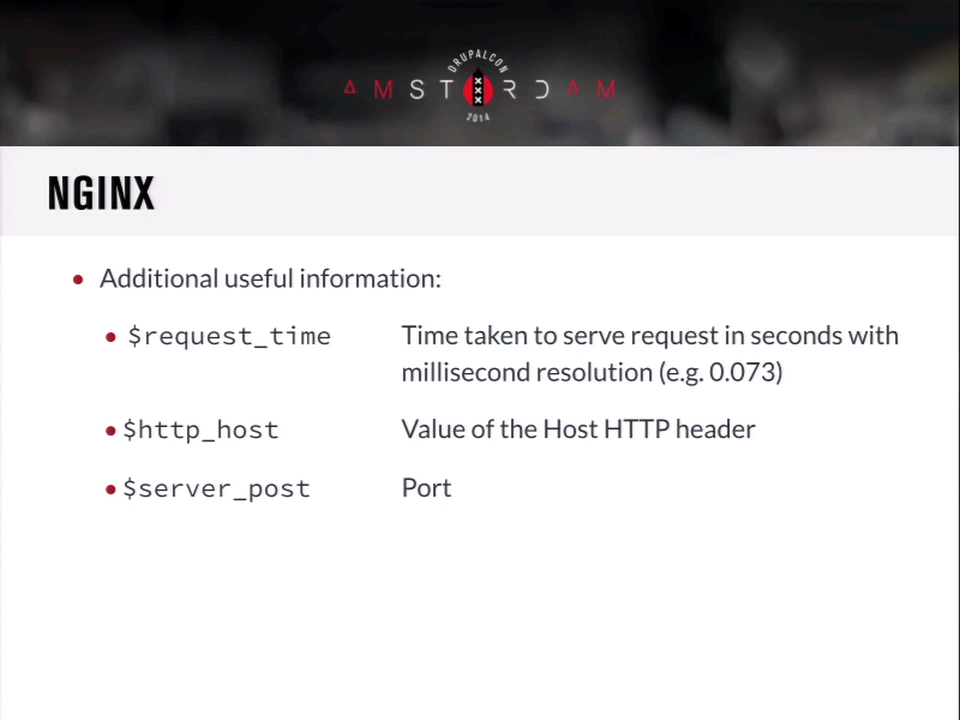 DRUPALCON
AMSTERDAM
2014
NGINX
Additional useful information:
$request_time Time taken to serve request in seconds with
millisecond resolution (e.g. 0.073)
$http_host Value of the Host HTTP header
$server_post Port